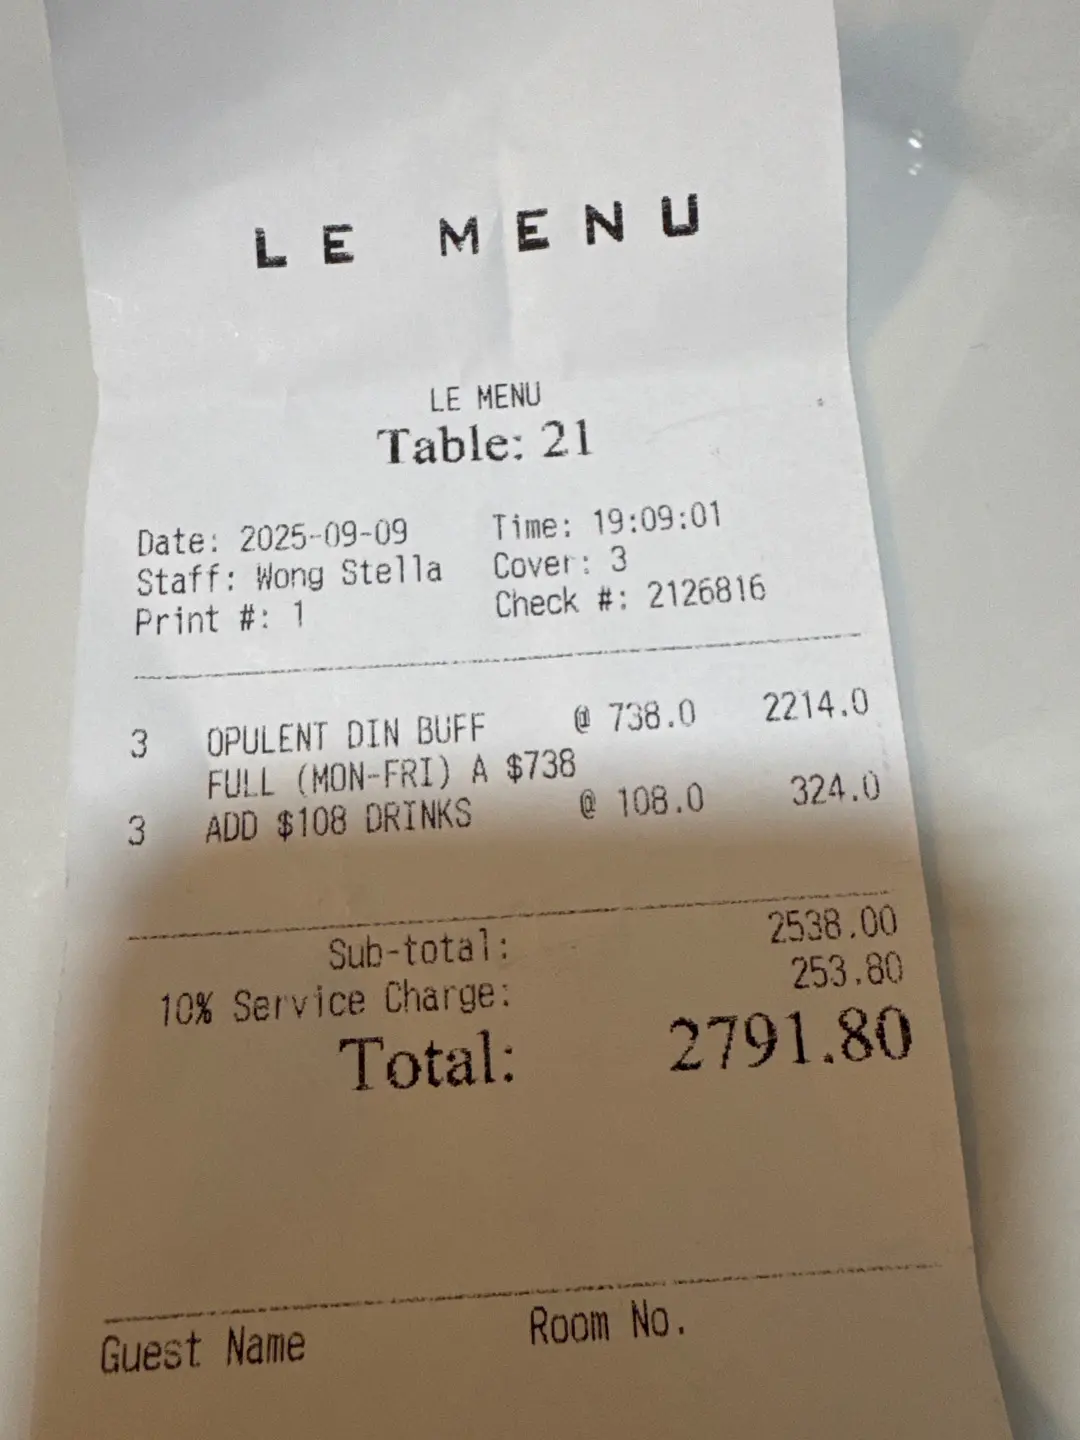 LE MENU
LE MENU
Table: 21
Date: 2025-09-09 Time: 19:09:01
Staff: Wong Stella Cover: 3
Print #: 1 Check #: 2126816
3 OPULENT DIN BUFF @ 738.0 2214.0
FULL (MON-FRI) A $738
3 ADD $108 DRINKS @ 108.0 324.0
Sub-total: 2538.00
10% Service Charge: 253.80
Total: 2791.80
Guest Name Room No.